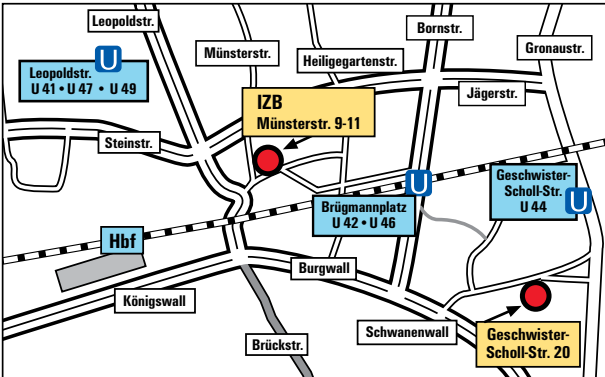 Leopoldstr.
Bornstr.
Münsterstr.
Heiligegartenstr.
Gronaustr.
U
Leopoldstr.
U 41 • U 47 • U 49
Jägerstr.
IZB
Münsterstr. 9-11
Steinstr.
U
Brügmannplatz
U 42 • U 46
Geschwister-
Scholl-Str.
U 44
U
Hbf
Burgwall
Königswall
Schwanenwall
Brückstr.
Geschwister-
Scholl-Str. 20